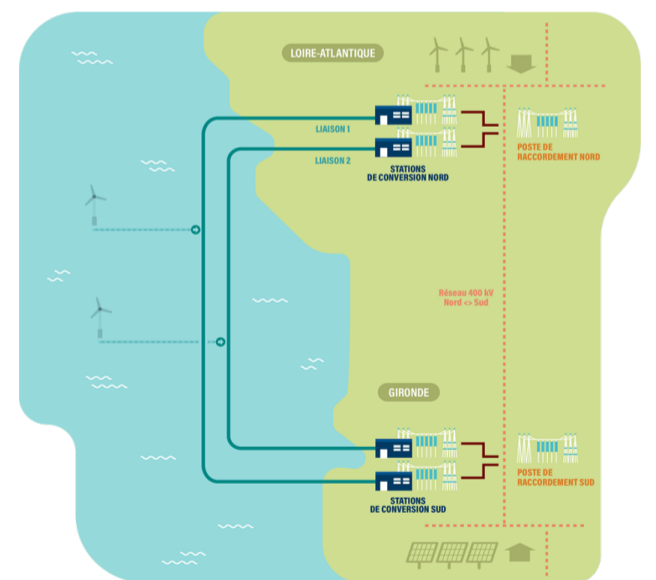 LOIRE-ATLANTIQUE
LIAISON 1
LIAISON 2
STATIONS
DE CONVERSION NORD
POSTE DE
RACCORDEMENT NORD
Réseau 400 kV
Nord <> Sud
GIRONDE
STATIONS
DE CONVERSION SUD
POSTE DE
RACCORDEMENT SUD